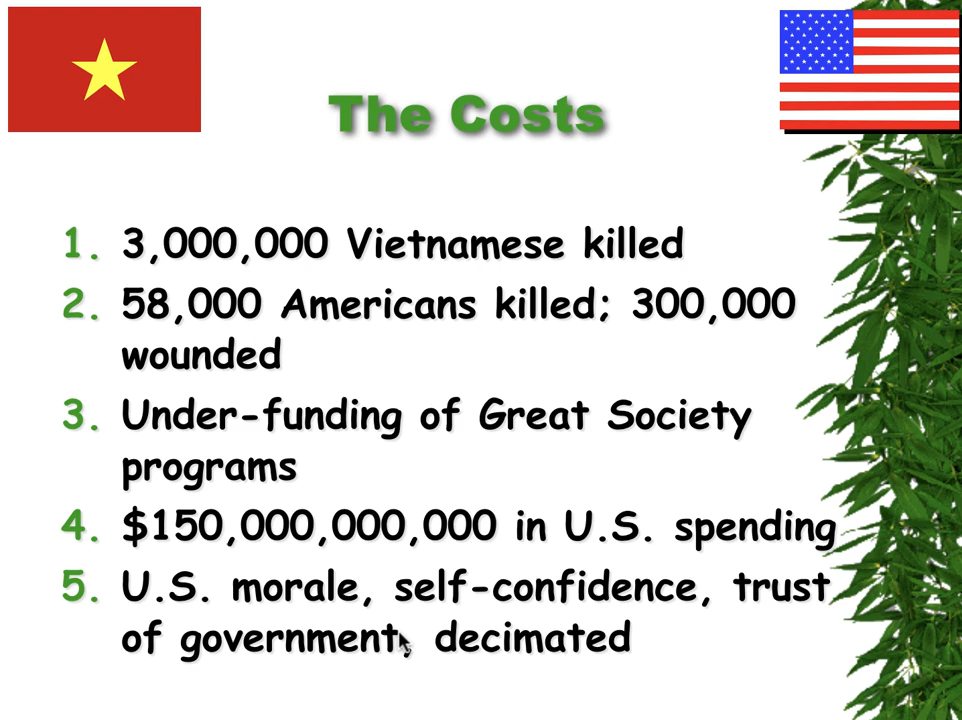 The Costs
1. 3,000,000 Vietnamese killed
2. 58,000 Americans killed; 300,000
wounded
3. Under-funding of Great Society
programs
4. $150,000,000,000 in U.S. spending
5. U.S. morale, self-confidence, trust
of government, decimated